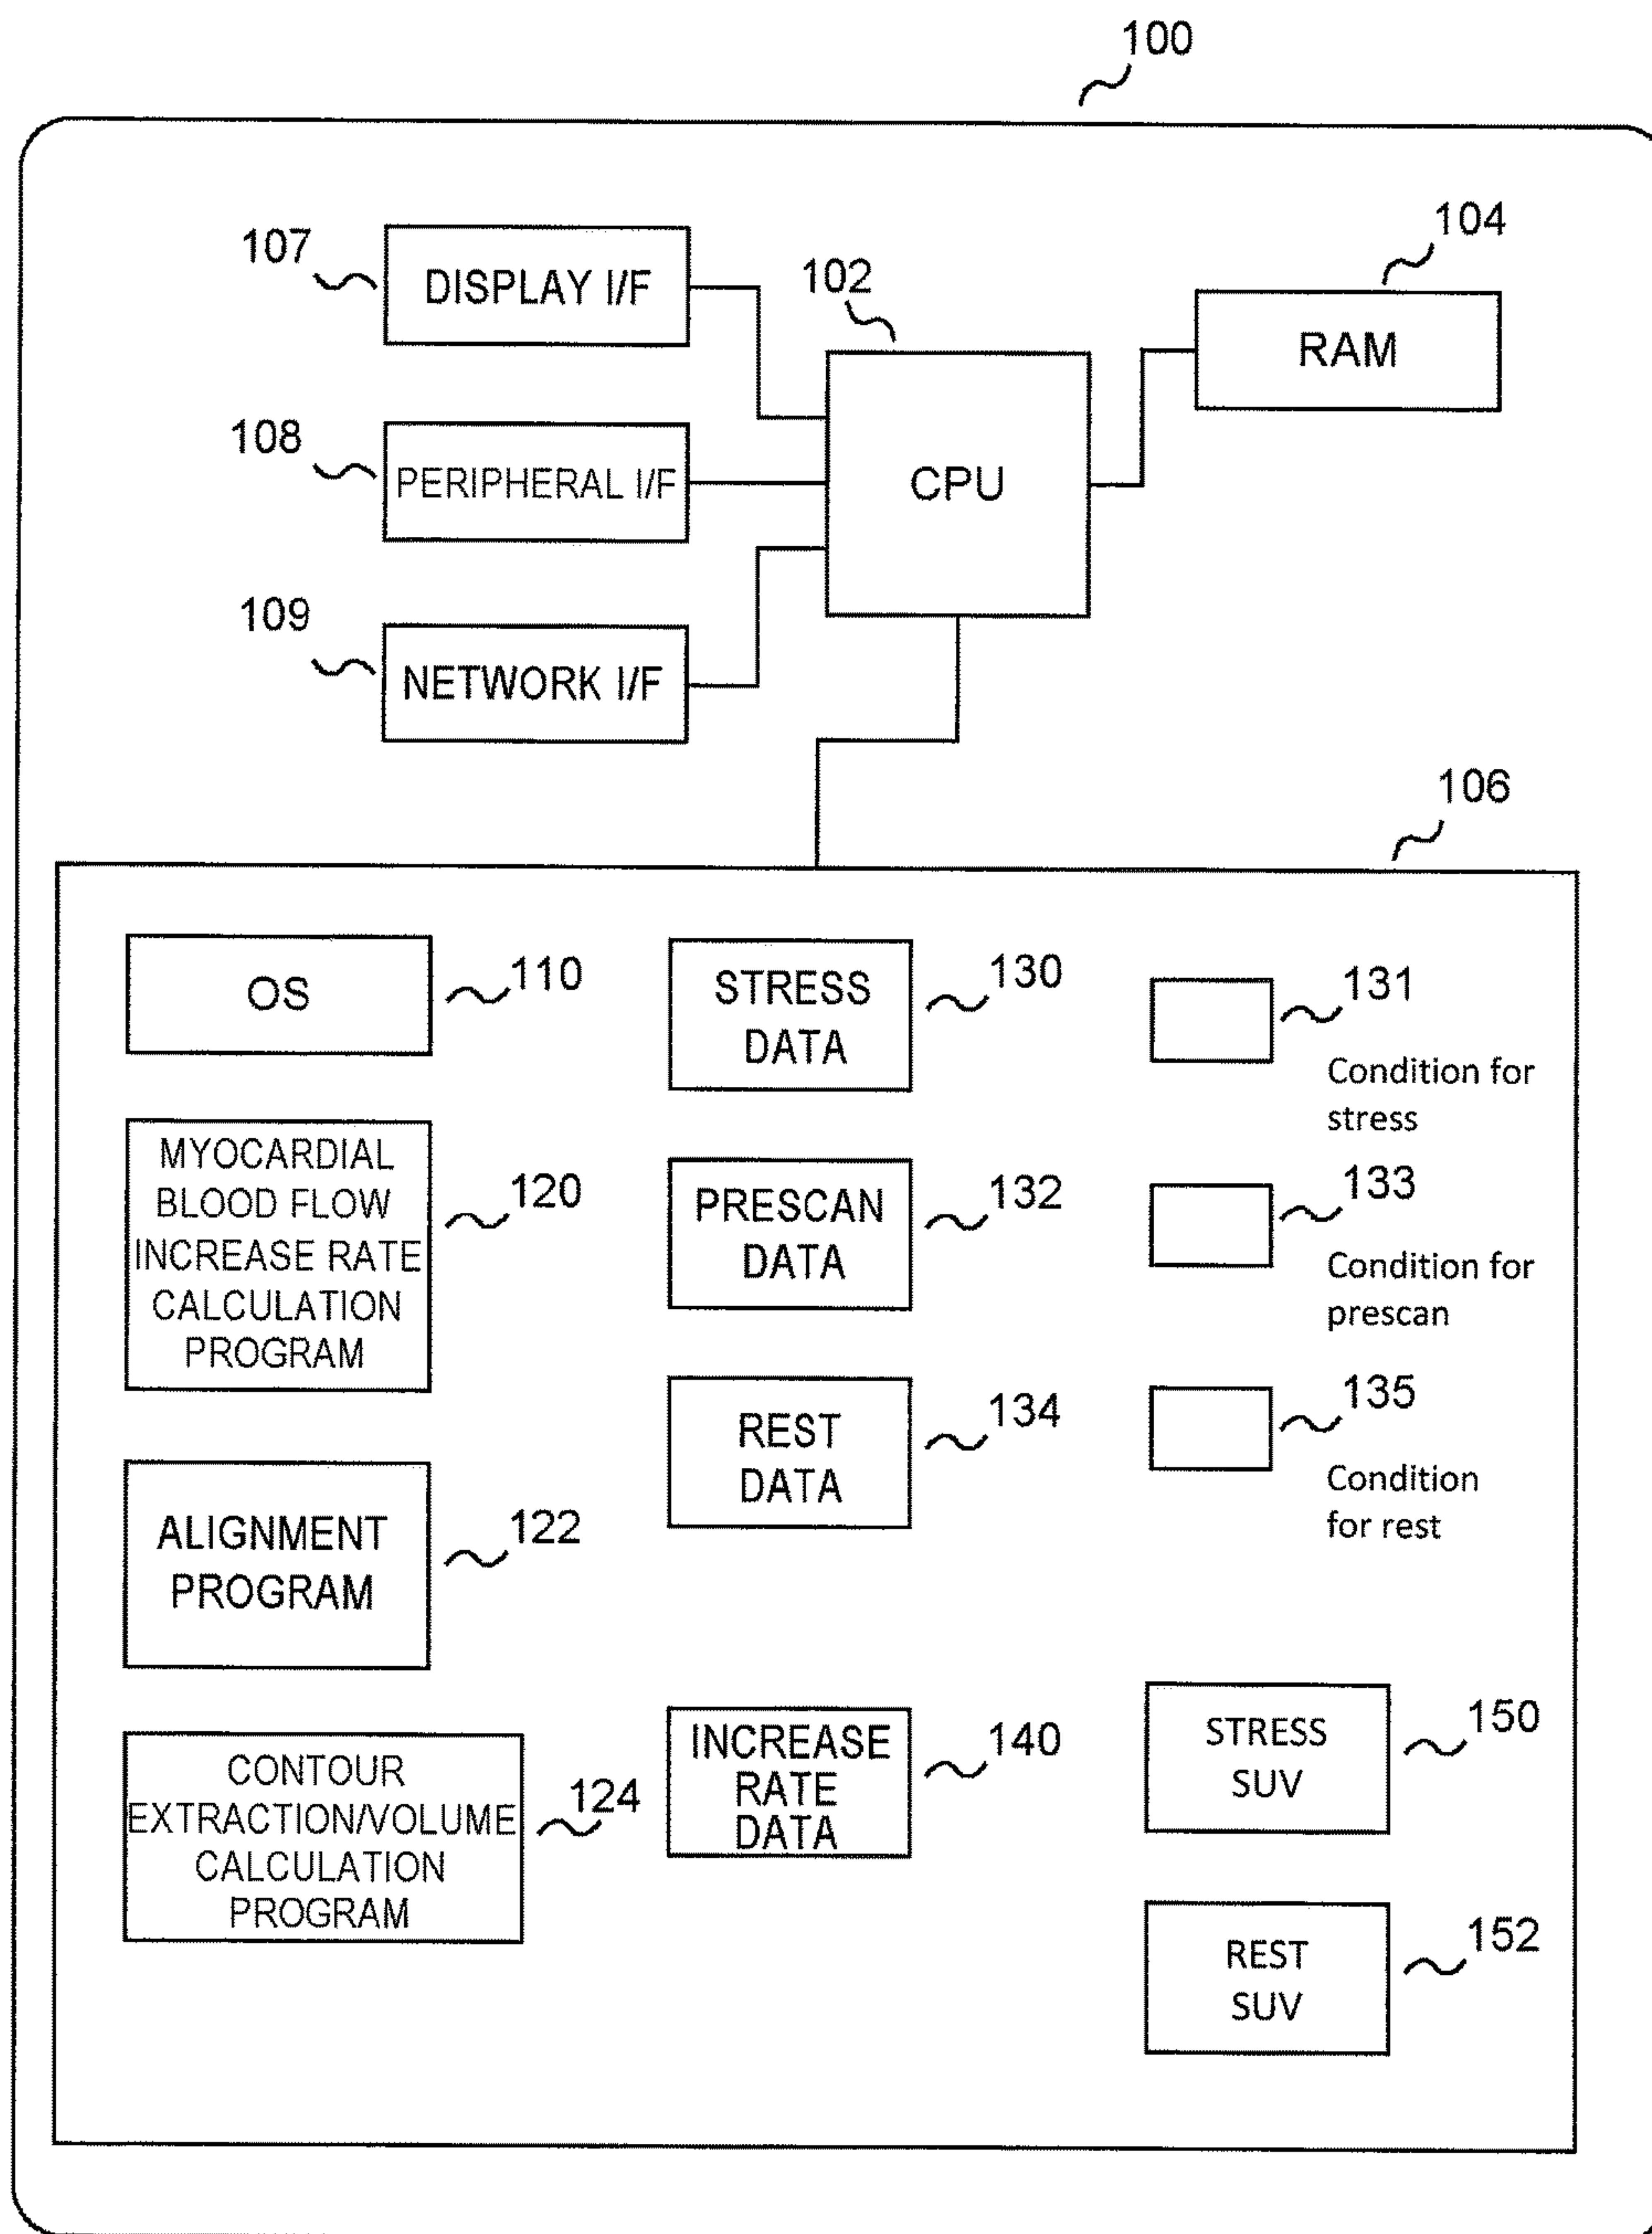 100
107
DISPLAY I/F
102
104
RAM
108
PERIPHERAL I/F
CPU
109
NETWORK I/F
106
OS
110
STRESS
DATA
130
131
Condition for
stress
MYOCARDIAL
BLOOD FLOW
INCREASE RATE
CALCULATION
PROGRAM
120
PRESCAN
DATA
132
133
Condition for
prescan
REST
DATA
134
135
Condition
for rest
ALIGNMENT
PROGRAM
122
CONTOUR
EXTRACTION/VOLUME
CALCULATION
PROGRAM
124
INCREASE
RATE
DATA
140
STRESS
SUV
150
REST
SUV
152